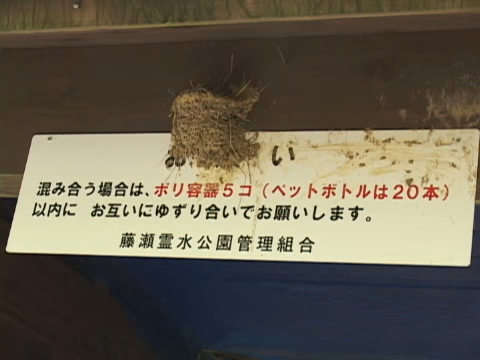 い
混み合う場合は、ポリ容器5コ（ペットボトルは20本）
以内に お互いにゆずり合いでお願いします。
藤瀬霊水公園管理組合